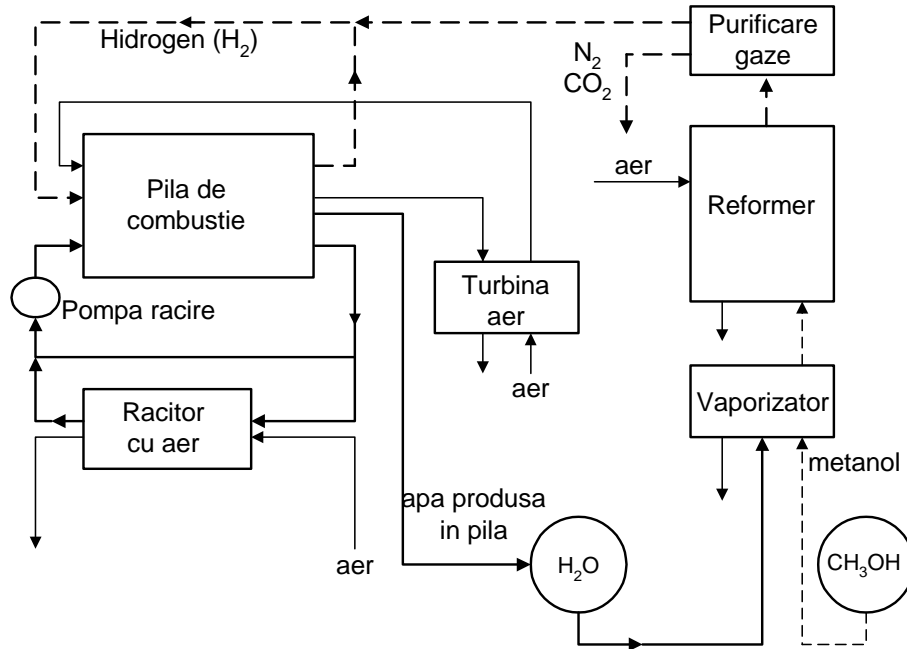 Hidrogen (H₂)
Purificare
gaze
N₂
CO₂
aer
Reformer
Pila de
combustie
Turbina
aer
Pompa racire
aer
Racitor
cu aer
Vaporizator
metanol
apa produsa
in pila
aer
H₂O
CH₃OH